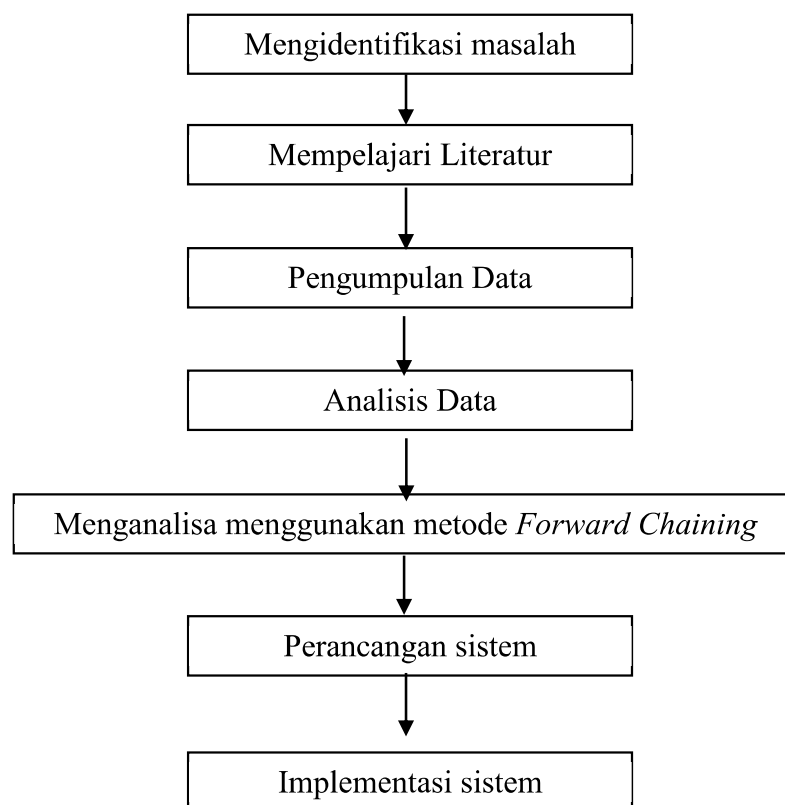 Mengidentifikasi masalah
Mempelajari Literatur
Pengumpulan Data
Analisis Data
Menganalisa menggunakan metode Forward Chaining
Perancangan sistem
Implementasi sistem